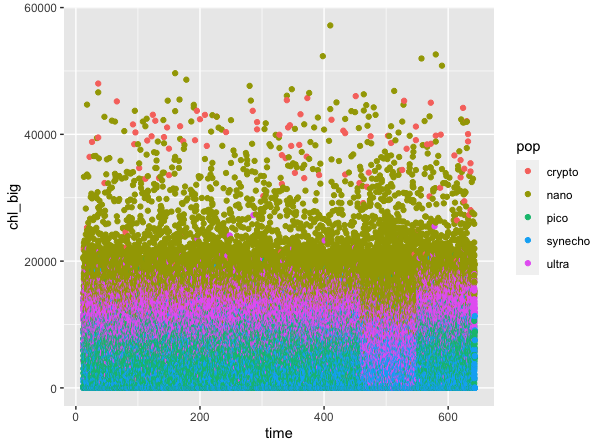 60000
40000
20000
0
chl_big
0
200
400
600
time
pop
crypto
nano
pico
synecho
ultra